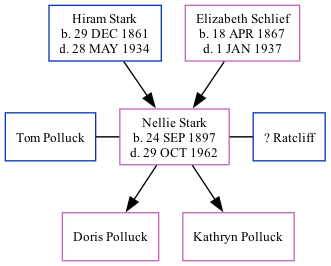 Hiram Stark
b. 29 DEC 1861
d. 28 MAY 1934
Elizabeth Schlief
b. 18 APR 1867
d. 1 JAN 1937
Tom Polluck
Nellie Stark
b. 24 SEP 1897
d. 29 OCT 1962
? Ratcliff
Doris Polluck
Kathryn Polluck